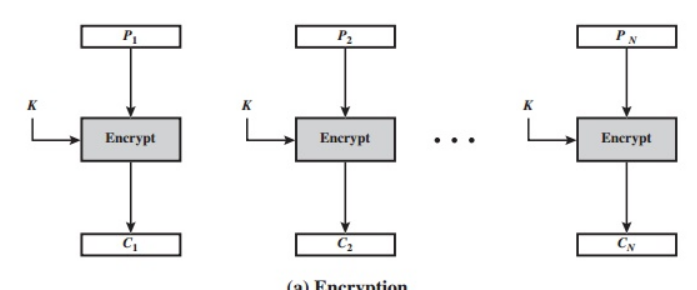 P1 P2 PN
K K K
Encrypt Encrypt • • • Encrypt
C1 C2 CN
(a) Encryption